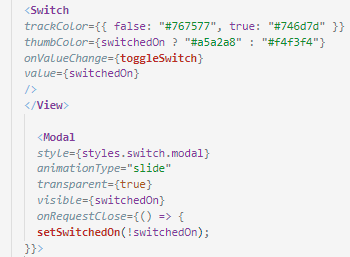 <Switch
trackColor={{ false: "#767577", true: "#746d7d" }}
thumbColor={switchedOn ? "#a5a2a8" : "#f4f3f4"}
onValueChange={toggleSwitch}
value={switchedOn}
/>
</View>
<Modal
style={styles.switch.modal}
animationType="slide"
transparent={true}
visible={switchedOn}
onRequestClose={() => {
setSwitchedOn(!switchedOn);
}}>